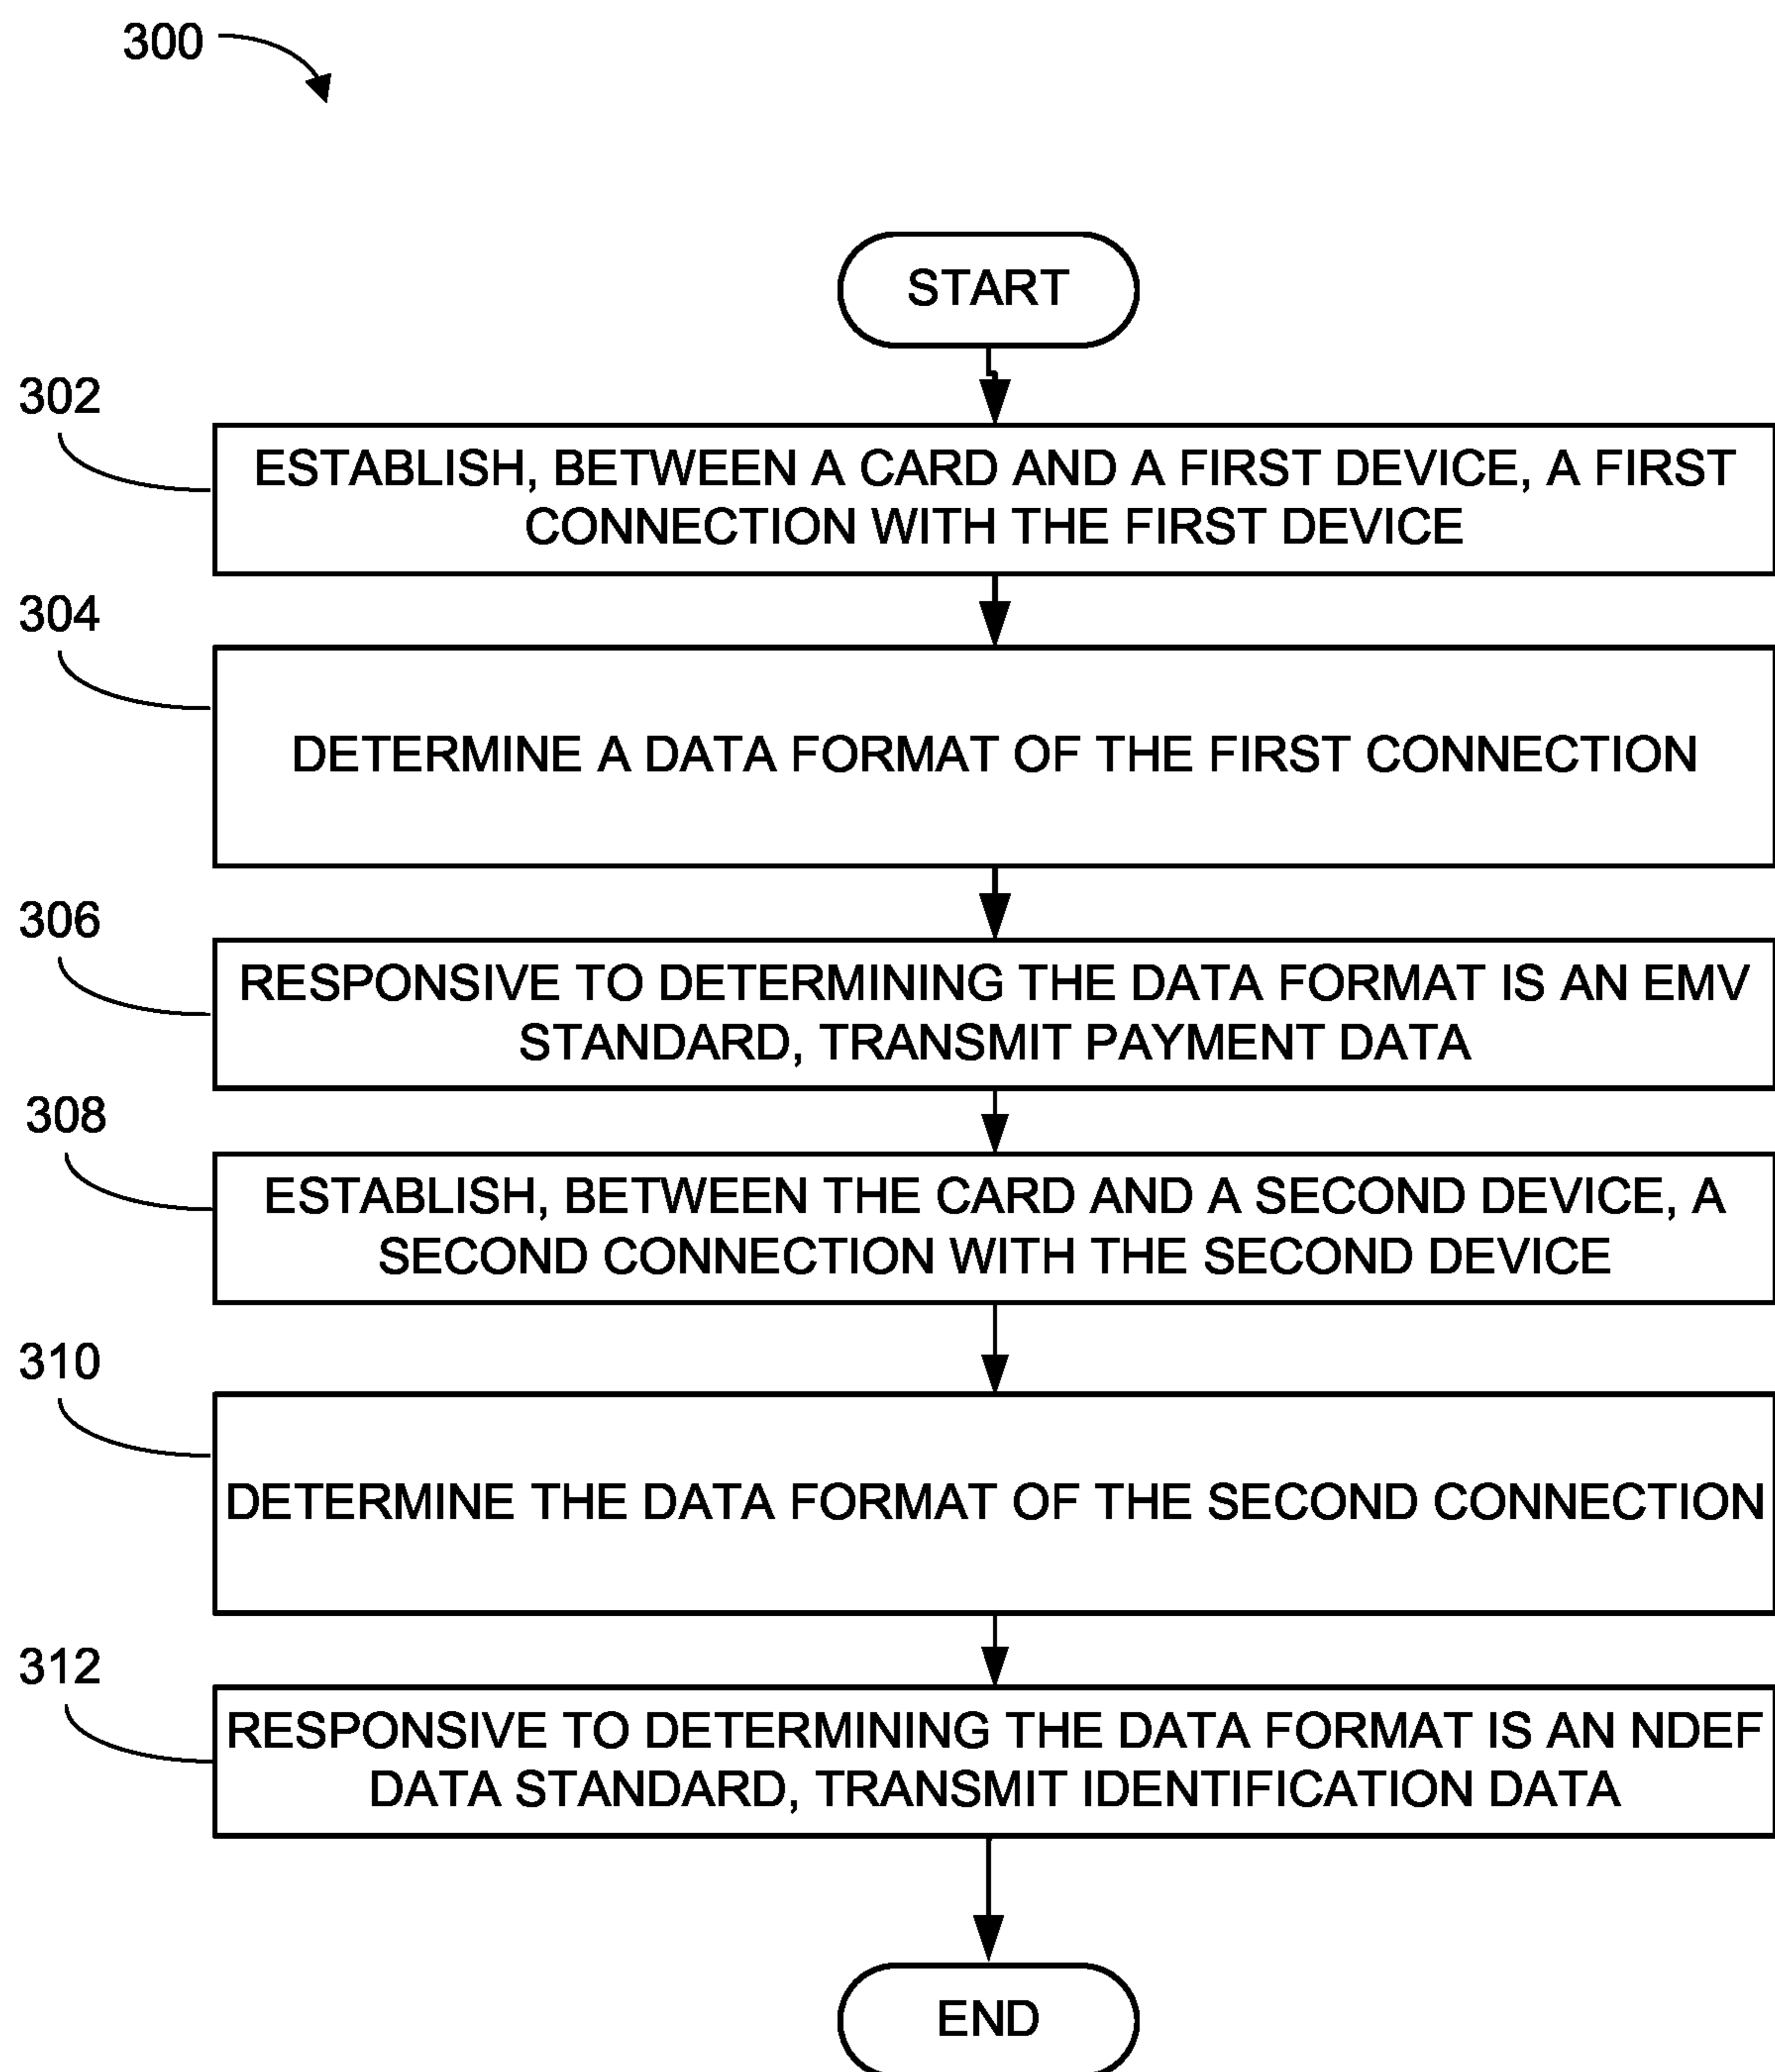 300
START
302
ESTABLISH, BETWEEN A CARD AND A FIRST DEVICE, A FIRST
CONNECTION WITH THE FIRST DEVICE
304
DETERMINE A DATA FORMAT OF THE FIRST CONNECTION
306
RESPONSIVE TO DETERMINING THE DATA FORMAT IS AN EMV
STANDARD, TRANSMIT PAYMENT DATA
308
ESTABLISH, BETWEEN THE CARD AND A SECOND DEVICE, A
SECOND CONNECTION WITH THE SECOND DEVICE
310
DETERMINE THE DATA FORMAT OF THE SECOND CONNECTION
312
RESPONSIVE TO DETERMINING THE DATA FORMAT IS AN NDEF
DATA STANDARD, TRANSMIT IDENTIFICATION DATA
END